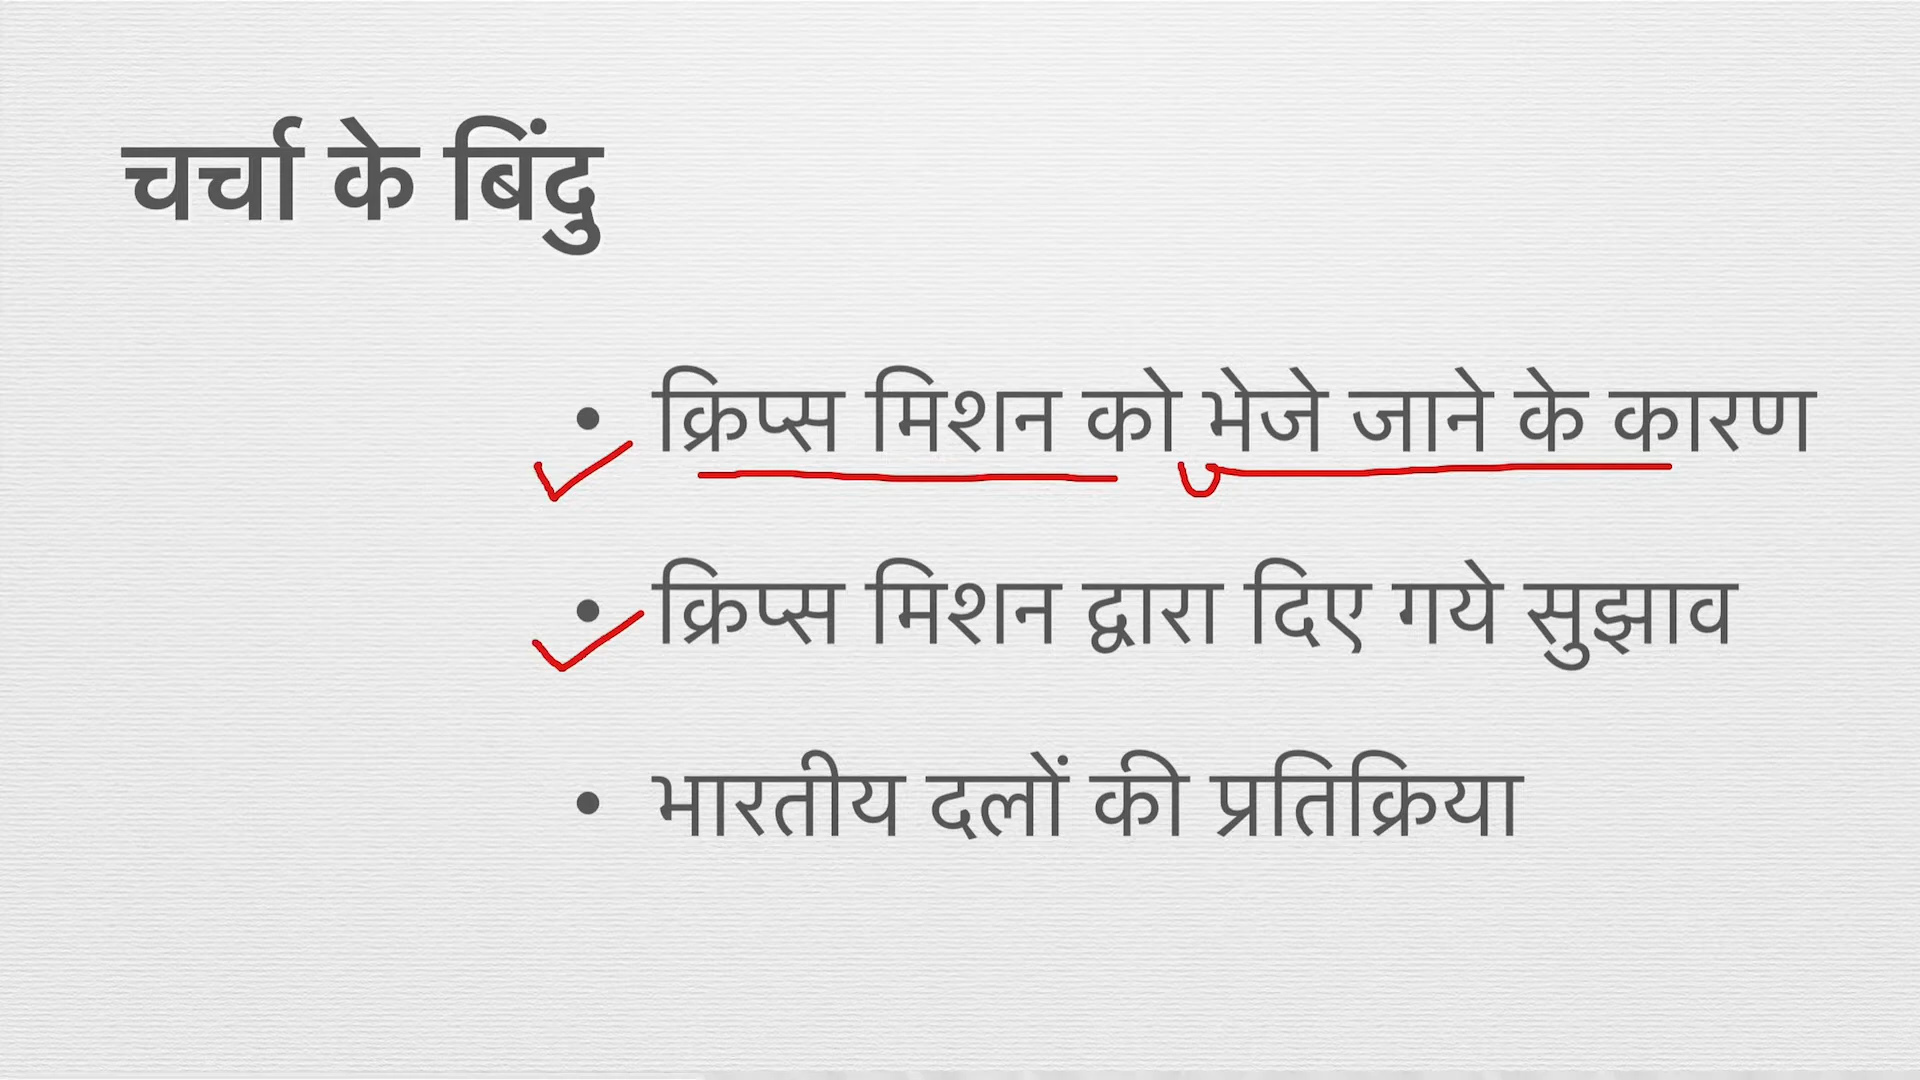 चर्चा के बिंदु
• क्रिप्स मिशन को भेजे जाने के कारण
• क्रिप्स मिशन द्वारा दिए गये सुझाव
• भारतीय दलों की प्रतिक्रिया